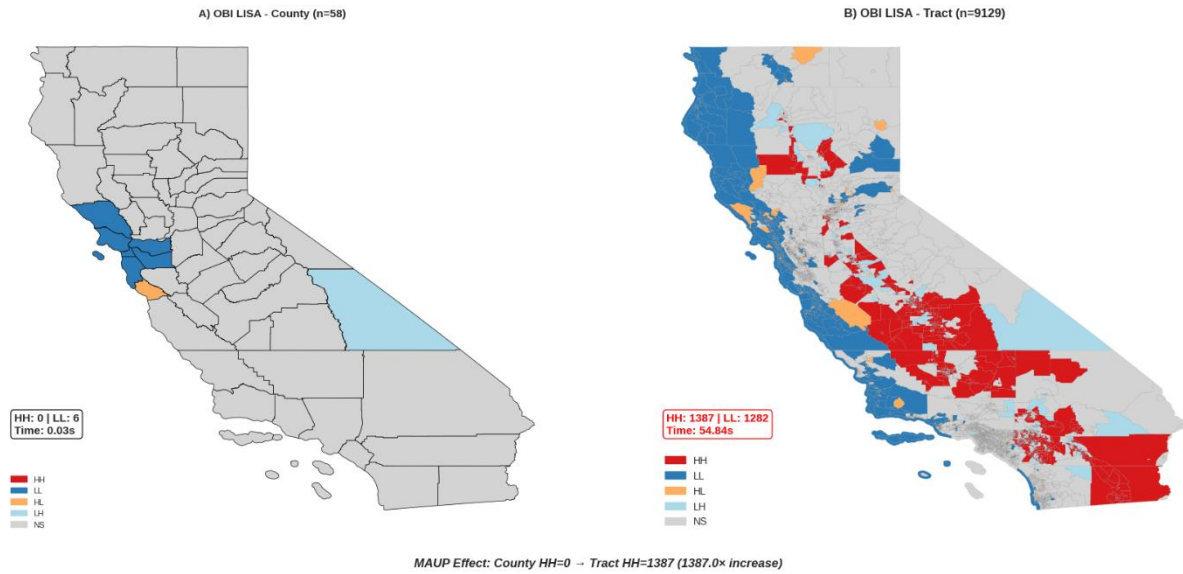 A) OBI LISA - County (n=58)
B) OBI LISA - Tract (n=9129)
HH: 0 | LL: 6
Time: 0.03s
HH
LL
HL
LH
NS
HH: 1387 | LL: 1282
Time: 54.84s
HH
LL
HL
LH
NS
MAUP Effect: County HH=0 → Tract HH=1387 (1387.0× increase)